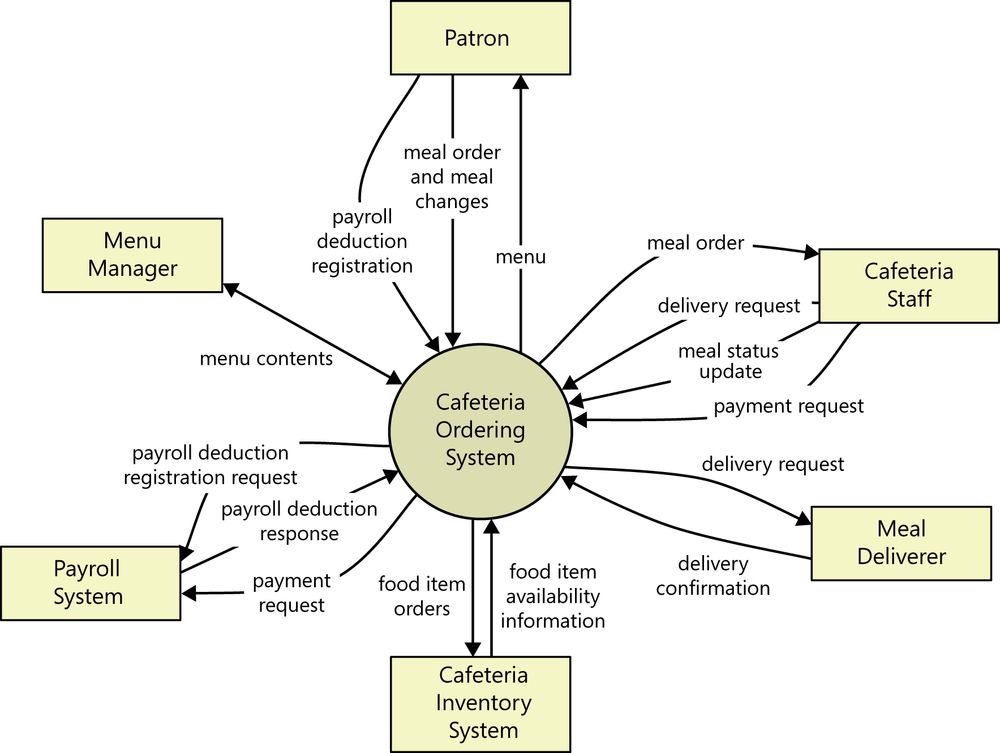 Patron
meal order
and meal
changes
payroll
deduction
registration
menu
Menu
Manager
meal order
Cafeteria
Staff
delivery request
menu contents
meal status
update
payment request
Cafeteria
Ordering
System
payroll deduction
registration request
delivery request
payroll deduction
response
Meal
Deliverer
Payroll
System
payment
request
food item
orders
food item
availability
information
delivery
confirmation
Cafeteria
Inventory
System